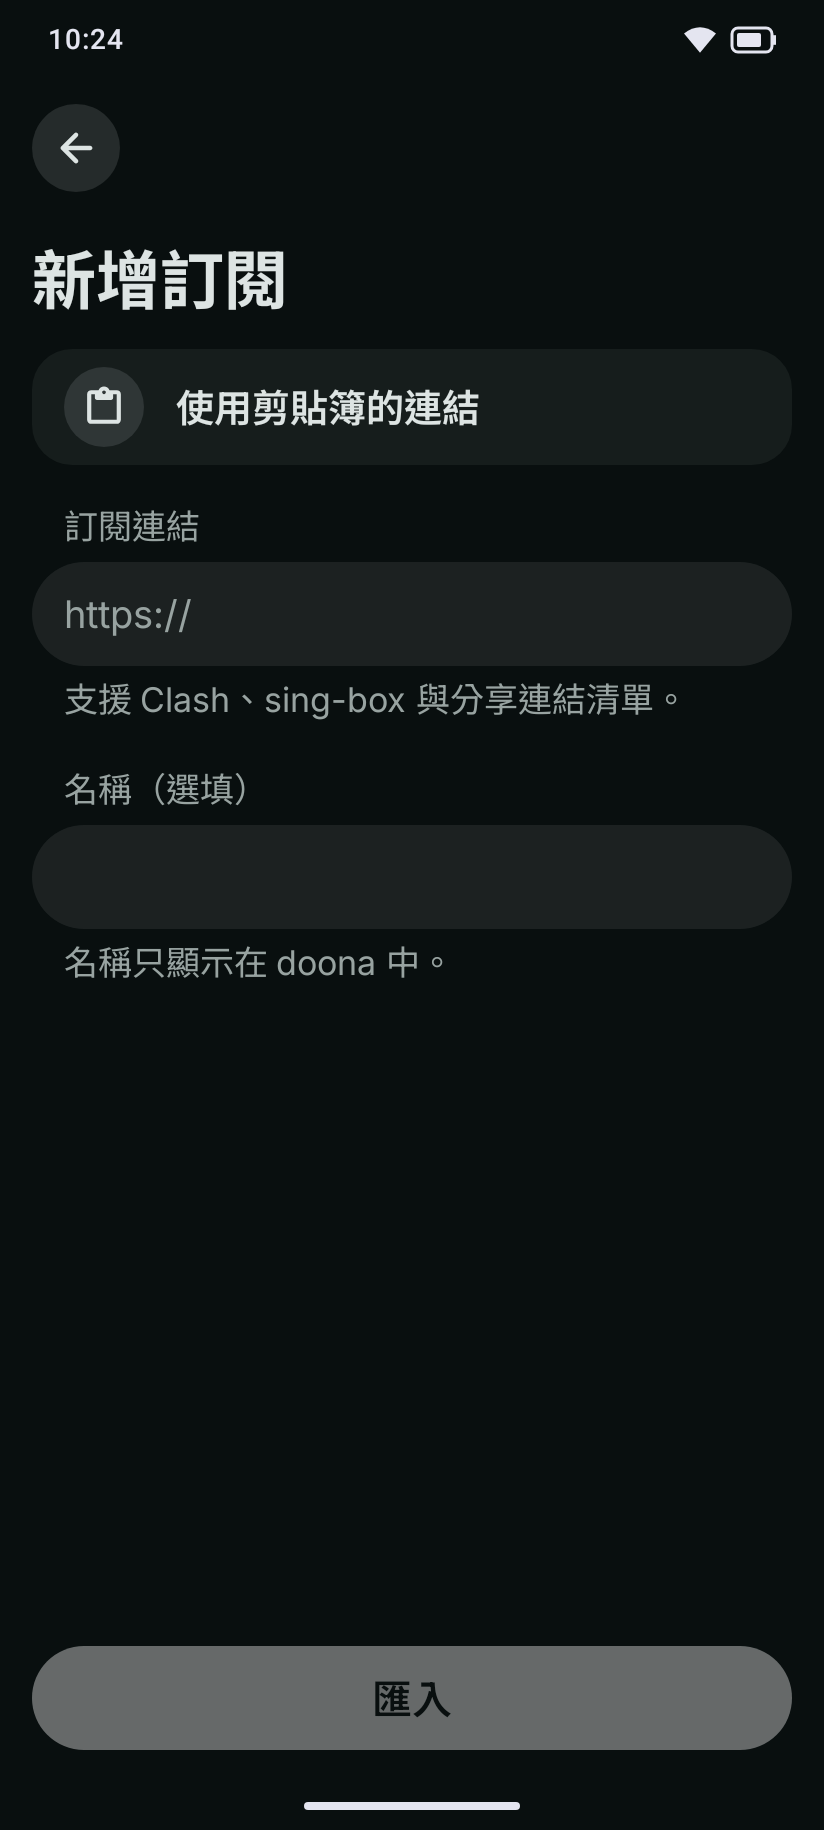 10:24
新增訂閱
使用剪貼簿的連結
訂閱連結
https://
支援 Clash、sing-box 與分享連結清單。
名稱（選填）
名稱只顯示在 doona 中。
匯入